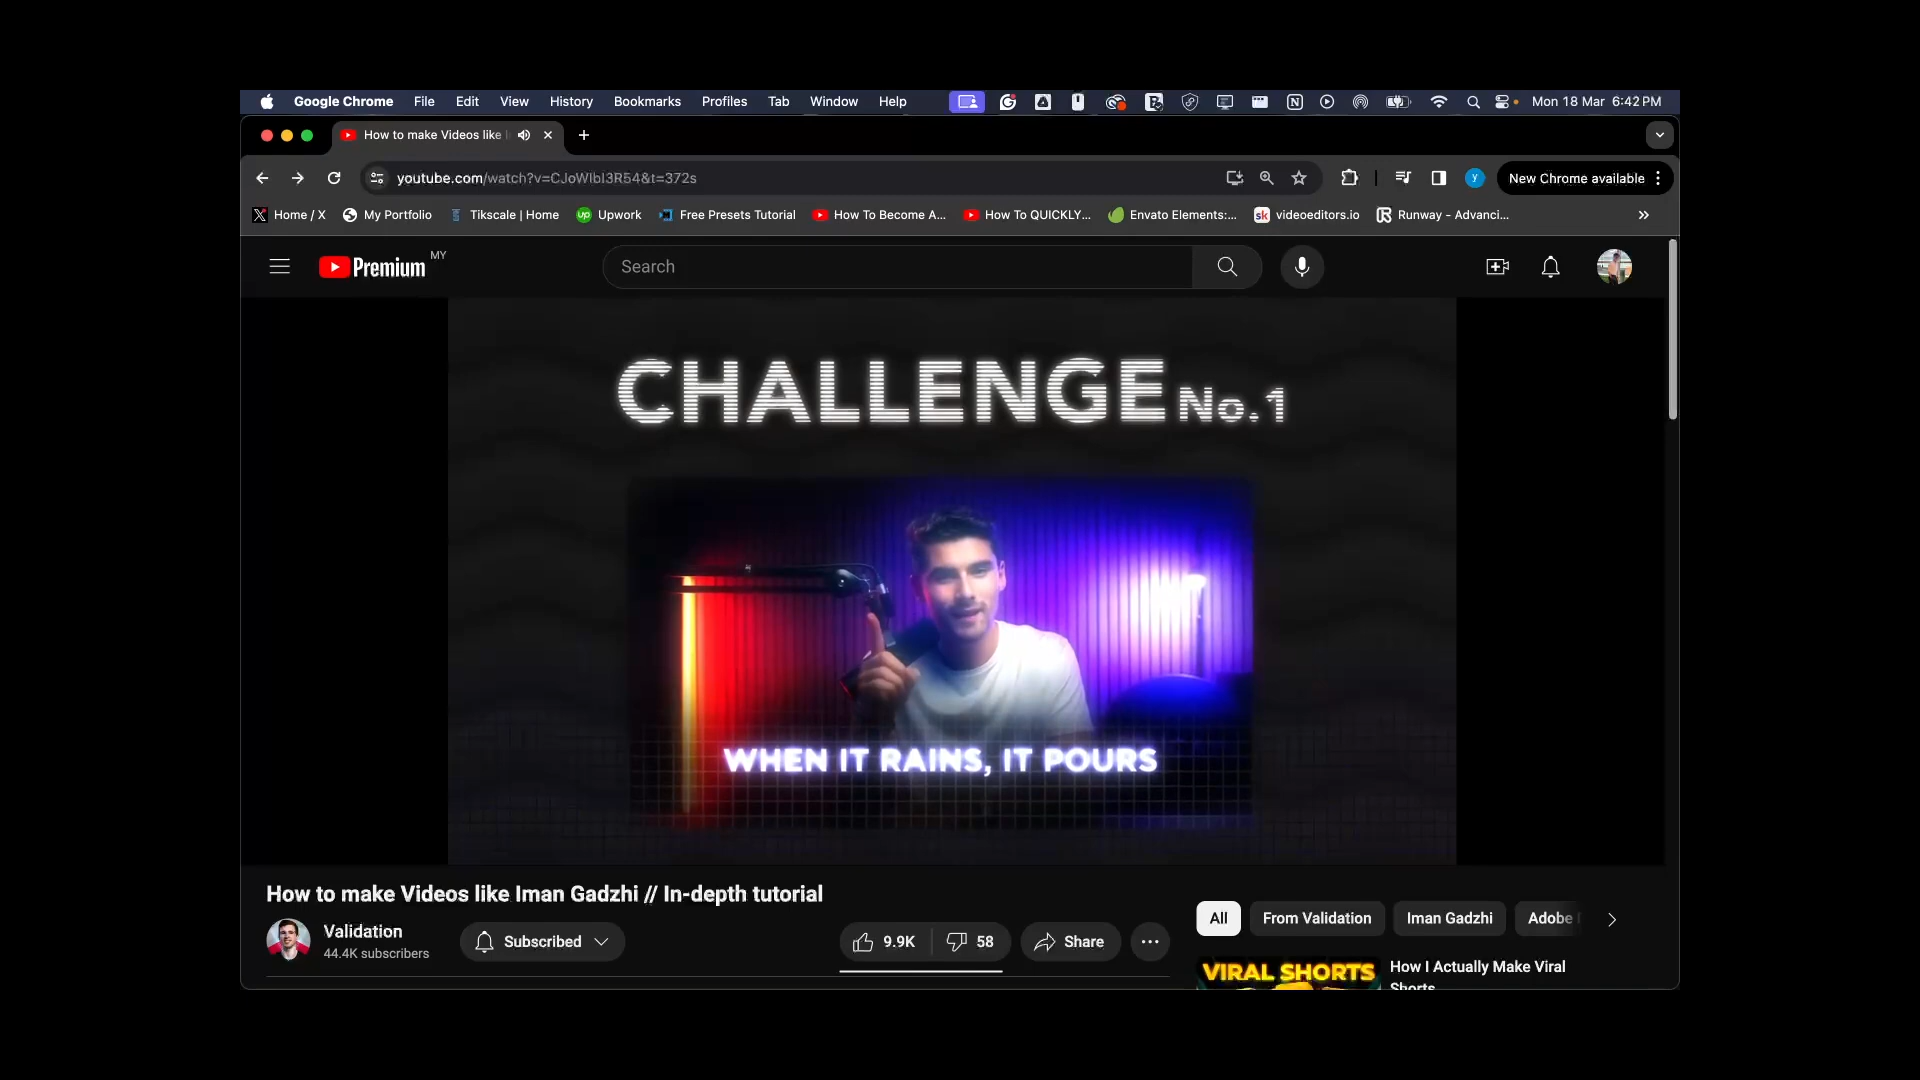 Google Chrome File Edit View History Bookmarks Profiles Tab Window Help Mon 18 Mar 6:42 PM
How to make Videos like
youtube.com/watch?v=CJoWIbI3R54&t=372s
New Chrome available
Home / X My Portfolio Tikscale | Home Upwork Free Presets Tutorial How To Become A... How To QUICKLY... Envato Elements:... videoeditors.io Runway - Advanci...
Premium MY
Search
CHALLENGE No.1
WHEN IT RAINS, IT POURS
How to make Videos like Iman Gadzhi // In-depth tutorial
Validation
44.4K subscribers
Subscribed
9.9K 58 Share
All From Validation Iman Gadzhi Adobe
VIRAL SHORTS
How I Actually Make Viral
Shorts